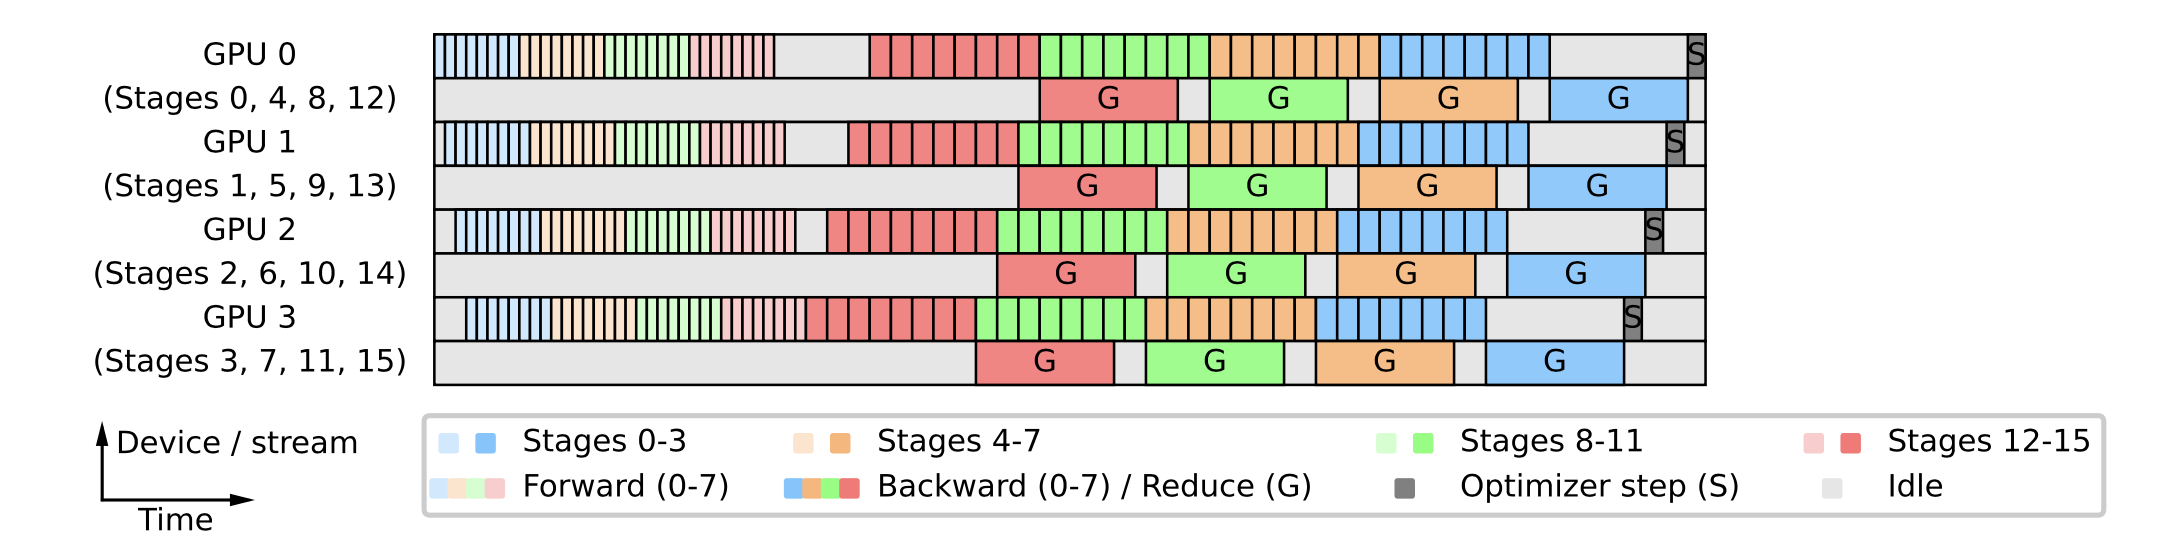 GPU 0
S
(Stages 0, 4, 8, 12)
G G G G
GPU 1
S
(Stages 1, 5, 9, 13)
G G G G
GPU 2
S
(Stages 2, 6, 10, 14)
G G G G
GPU 3
S
(Stages 3, 7, 11, 15)
G G G G
Device / stream
Time
Stages 0-3
Stages 4-7
Stages 8-11
Stages 12-15
Forward (0-7)
Backward (0-7) / Reduce (G)
Optimizer step (S)
Idle